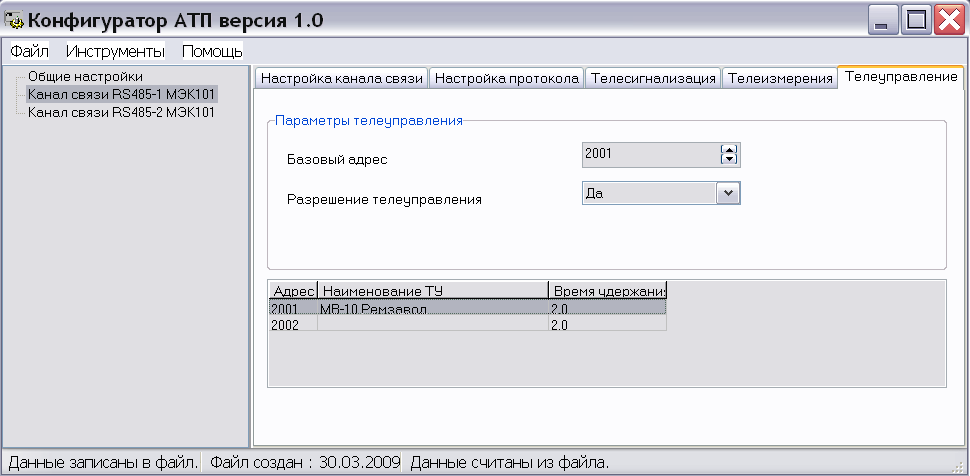 Конфигуратор АТП версия 1.0
Файл Инструменты Помощь
Общие настройки
Канал связи RS485-1 МЭК101
Канал связи RS485-2 МЭК101
Настройка канала связи Настройка протокола Телесигнализация Телеизмерения Телеуправление
Параметры телеуправления
Базовый адрес 2001
Разрешение телеуправления Да
Адрес Наименование ТУ Время удержания
2001 МВ-10 Ремзавод 2.0
2002 2.0
Данные записаны в файл. Файл создан : 30.03.2009 Данные считаны из файла.